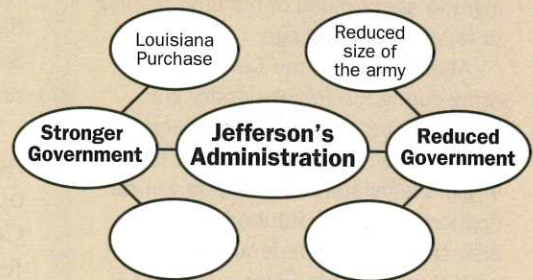 Louisiana
Purchase
Reduced
size of
the army
Stronger
Government
Jefferson's
Administration
Reduced
Government